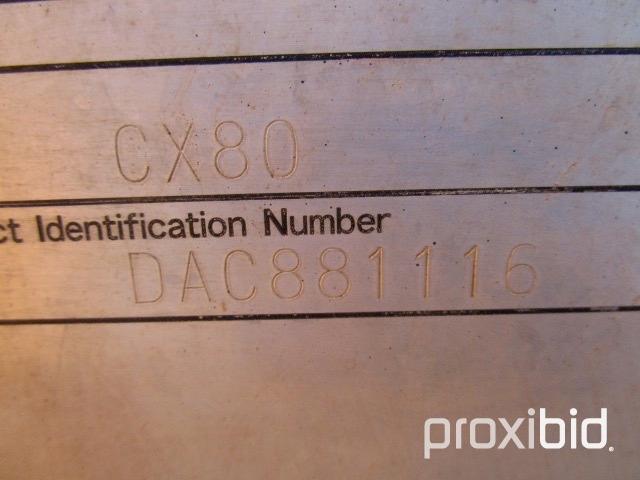 CX80
ct Identification Number
DAC881116
proxibid.